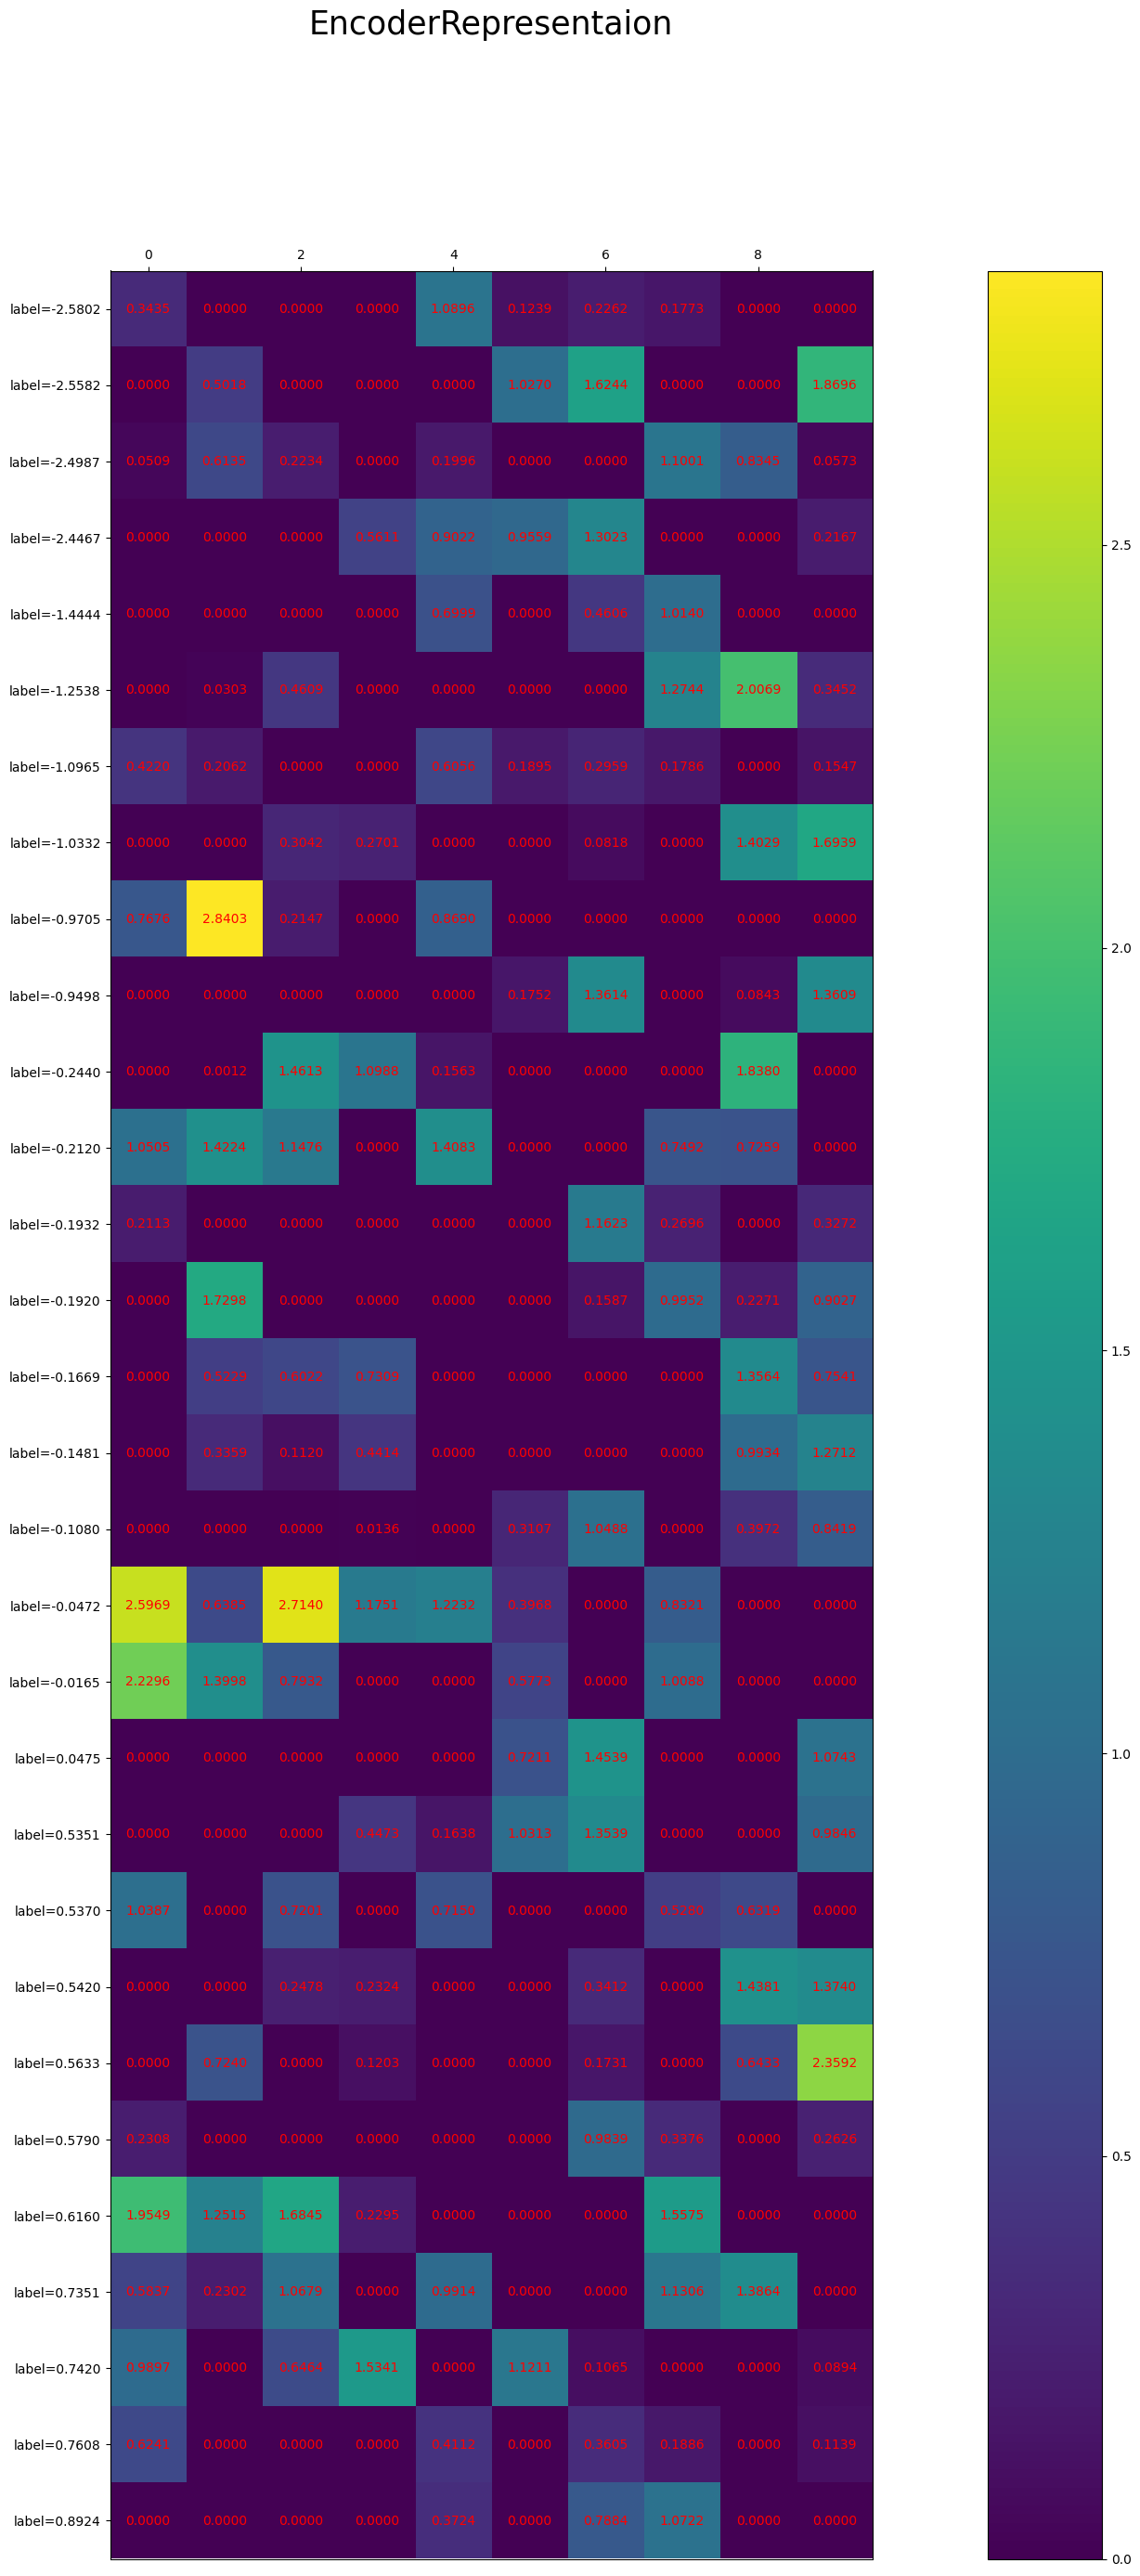 EncoderRepresentaion
0 2 4 6 8
label=-2.5802 0.3435 0.0000 0.0000 0.0000 1.0896 0.1239 0.2262 0.1773 0.0000 0.0000
label=-2.5582 0.0000 0.0000 0.0000 0.0000 1.0270 1.6244 0.0000 0.0000 1.8696
label=-2.4987 0.0509 0.6135 0.2234 0.0000 0.1996 0.0000 0.0000 1.1001 0.8345 0.0573
2.5
label=-2.4467 0.0000 0.0000 0.0000 0.5611 0.9022 0.9559 1.3023 0.0000 0.0000 0.2167
label=-1.4444 0.0000 0.0000 0.0000 0.0000 0.6999 0.0000 0.4606 1.0140 0.0000 0.0000
label=-1.2538 0.0000 0.0303 0.4609 0.0000 0.0000 0.0000 0.0000 1.2744 2.0069 0.3452
label=-1.0965 0.4220 0.2062 0.0000 0.0000 0.6056 0.1895 0.2959 0.1786 0.0000 0.1547
label=-1.0332 0.0000 0.0000 0.3042 0.2701 0.0000 0.0000 0.0818 0.0000 1.4029 1.6939
label=-0.9705 2.8403 0.2147 0.0000 0.8690 0.0000 0.0000 0.0000 0.0000 0.0000
2.0
label=-0.9498 0.0000 0.0000 0.0000 0.0000 0.0000 0.1752 1.3614 0.0000 0.0843 1.3609
label=-0.2440 0.0000 0.0012 1.4613 1.0988 0.1563 0.0000 0.0000 0.0000 1.8380 0.0000
label=-0.2120 1.0505 1.4224 1.1476 0.0000 1.4083 0.0000 0.0000 0.7492 0.7259 0.0000
label=-0.1932 0.2113 0.0000 0.0000 0.0000 0.0000 0.0000 1.1623 0.2696 0.0000 0.3272
label=-0.1920 0.0000 1.7298 0.0000 0.0000 0.0000 0.0000 0.1587 0.9952 0.2271 0.9027
1.5
label=-0.1669 0.0000 0.5229 0.6022 0.7309 0.0000 0.0000 0.0000 0.0000 1.3564 0.7541
label=-0.1481 0.0000 0.3359 0.1120 0.4414 0.0000 0.0000 0.0000 0.0000 0.9934 1.2712
label=-0.1080 0.0000 0.0000 0.0000 0.0136 0.0000 0.3107 1.0488 0.0000 0.3972 0.8419
label=-0.0472 2.5969 0.6385 2.7140 1.1751 1.2232 0.3968 0.0000 0.8321 0.0000 0.0000
label=-0.0165 2.2296 1.3998 0.7932 0.0000 0.0000 0.5773 0.0000 1.0088 0.0000 0.0000
1.0
label=0.0475 0.0000 0.0000 0.0000 0.0000 0.0000 0.7211 1.4539 0.0000 0.0000 1.0743
label=0.5351 0.0000 0.0000 0.0000 0.4473 0.1638 1.0313 1.3539 0.0000 0.0000 0.9846
label=0.5370 1.0387 0.0000 0.7201 0.0000 0.7150 0.0000 0.0000 0.5280 0.6319 0.0000
label=0.5420 0.0000 0.0000 0.2478 0.2324 0.0000 0.0000 0.3412 0.0000 1.4381 1.3740
label=0.5633 0.0000 0.7240 0.0000 0.1203 0.0000 0.0000 0.1731 0.0000 2.3592
0.5
label=0.5790 0.2308 0.0000 0.0000 0.0000 0.0000 0.0000 0.9839 0.3376 0.0000 0.2626
label=0.6160 1.9549 1.2515 1.6845 0.2295 0.0000 0.0000 0.0000 1.5575 0.0000 0.0000
label=0.7351 0.2302 1.0679 0.0000 0.9914 0.0000 0.0000 1.1306 1.3864 0.0000
label=0.7420 0.9897 0.0000 0.6464 1.5341 0.0000 1.1211 0.1065 0.0000 0.0000 0.0894
label=0.7608 0.6241 0.0000 0.0000 0.0000 0.4112 0.0000 0.3605 0.1886 0.0000 0.1139
label=0.8924 0.0000 0.0000 0.0000 0.0000 0.3724 0.0000 0.7884 1.0722 0.0000 0.0000
0.0